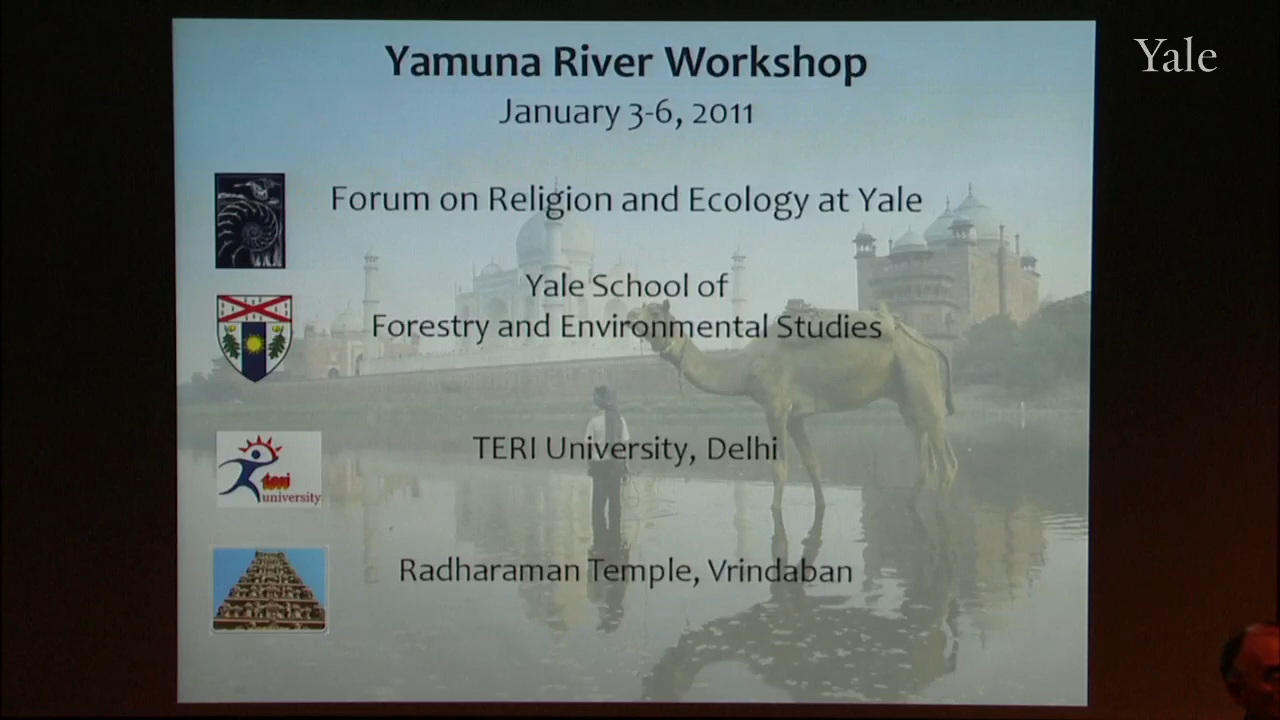 Yale
Yamuna River Workshop
January 3-6, 2011
Forum on Religion and Ecology at Yale
Yale School of
Forestry and Environmental Studies
TERI University, Delhi
teri
university
Radharaman Temple, Vrindaban